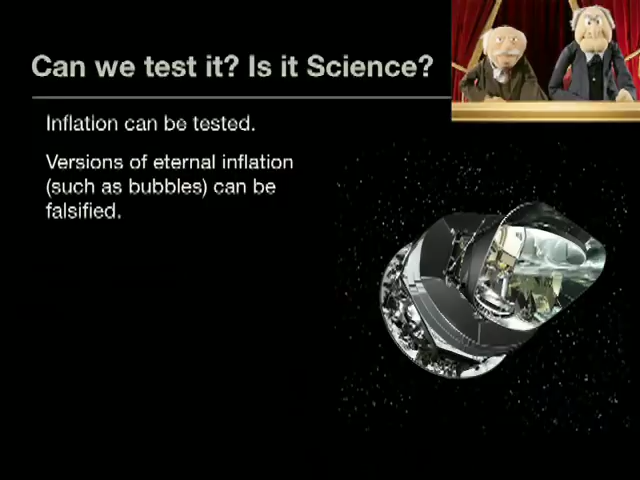 Can we test it? Is it Science?
Inflation can be tested.
Versions of eternal inflation
(such as bubbles) can be
falsified.